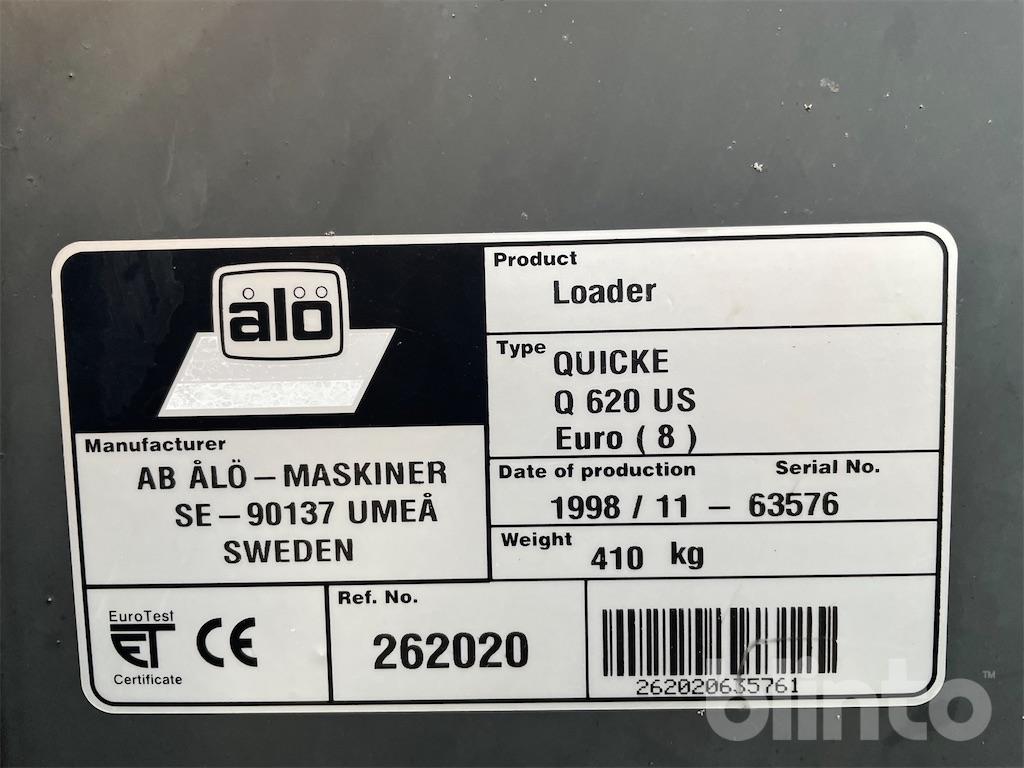 ålö
Product
Loader
Type
QUICKE
Q 620 US
Euro ( 8 )
Manufacturer
AB ÅLÖ – MASKINER
SE – 90137 UMEÅ
SWEDEN
Date of production Serial No.
1998 / 11 – 63576
Weight
410 kg
EuroTest
ET CE
Certificate
Ref. No.
262020
262020635761
blinto™